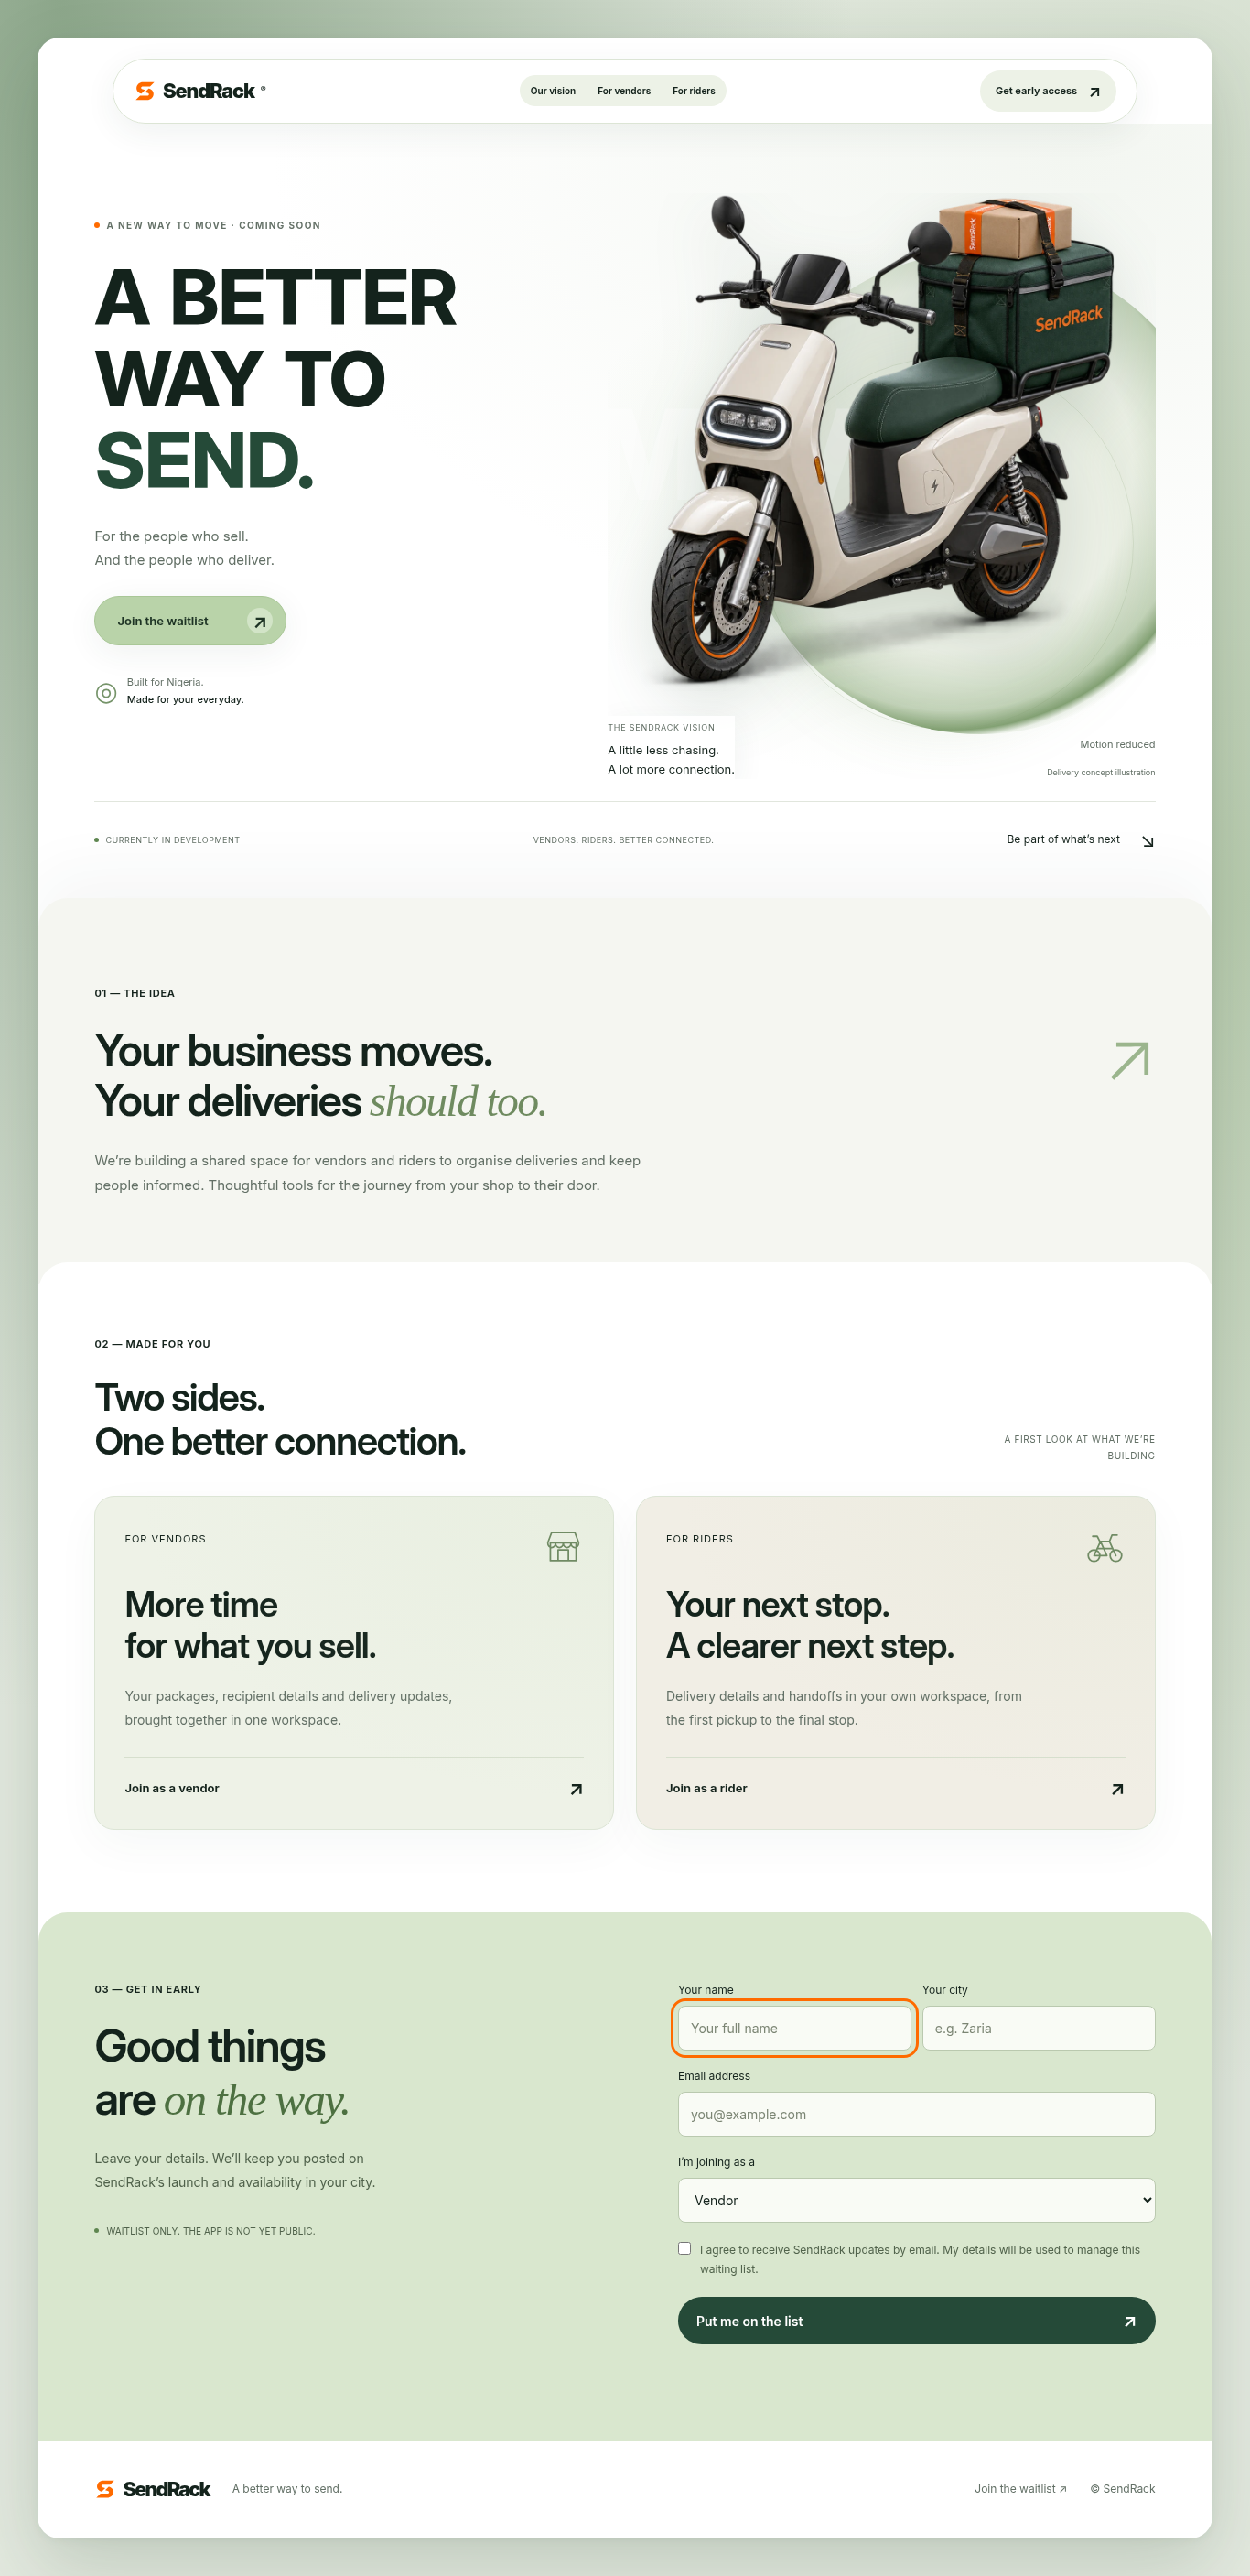 SendRack ®
Our vision
For vendors
For riders
Get early access
A NEW WAY TO MOVE · COMING SOON
A BETTER
WAY TO
SEND.
For the people who sell.
And the people who deliver.
Join the waitlist
Built for Nigeria.
Made for your everyday.
SendRack
SendRack
THE SENDRACK VISION
A little less chasing.
A lot more connection.
Motion reduced
Delivery concept illustration
CURRENTLY IN DEVELOPMENT
VENDORS. RIDERS. BETTER CONNECTED.
Be part of what’s next
01 — THE IDEA
Your business moves.
Your deliveries should too.
We’re building a shared space for vendors and riders to organise deliveries and keep
people informed. Thoughtful tools for the journey from your shop to their door.
02 — MADE FOR YOU
Two sides.
One better connection.
A FIRST LOOK AT WHAT WE’RE
BUILDING
FOR VENDORS
More time
for what you sell.
Your packages, recipient details and delivery updates,
brought together in one workspace.
Join as a vendor
FOR RIDERS
Your next stop.
A clearer next step.
Delivery details and handoffs in your own workspace, from
the first pickup to the final stop.
Join as a rider
03 — GET IN EARLY
Good things
are on the way.
Leave your details. We’ll keep you posted on
SendRack’s launch and availability in your city.
WAITLIST ONLY. THE APP IS NOT YET PUBLIC.
Your name
Your full name
Your city
e.g. Zaria
Email address
you@example.com
I’m joining as a
Vendor
I agree to receive SendRack updates by email. My details will be used to manage this
waiting list.
Put me on the list
SendRack
A better way to send.
Join the waitlist ↗
© SendRack